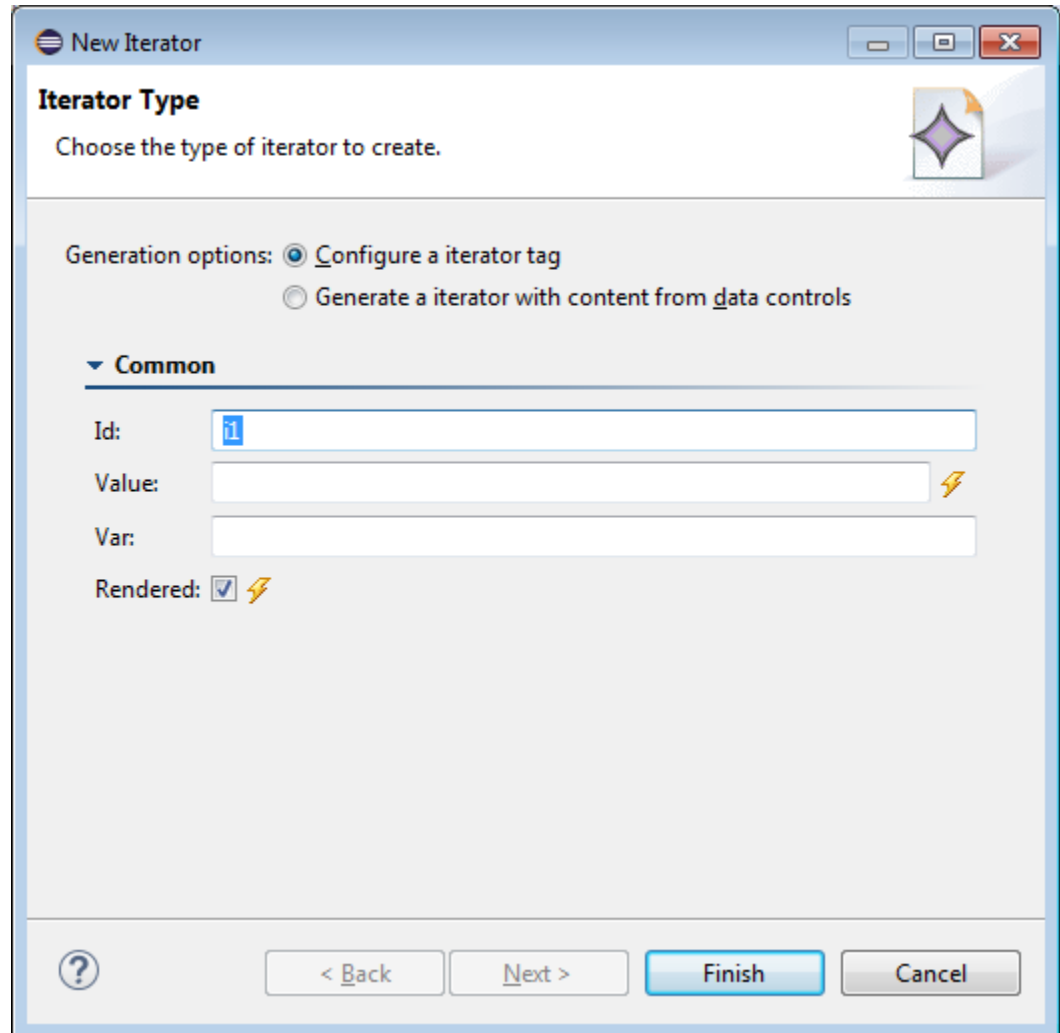 New Iterator
Iterator Type
Choose the type of iterator to create.
Generation options: Configure a iterator tag
Generate a iterator with content from data controls
Common
Id: i1
Value:
Var:
Rendered:
? < Back Next > Finish Cancel